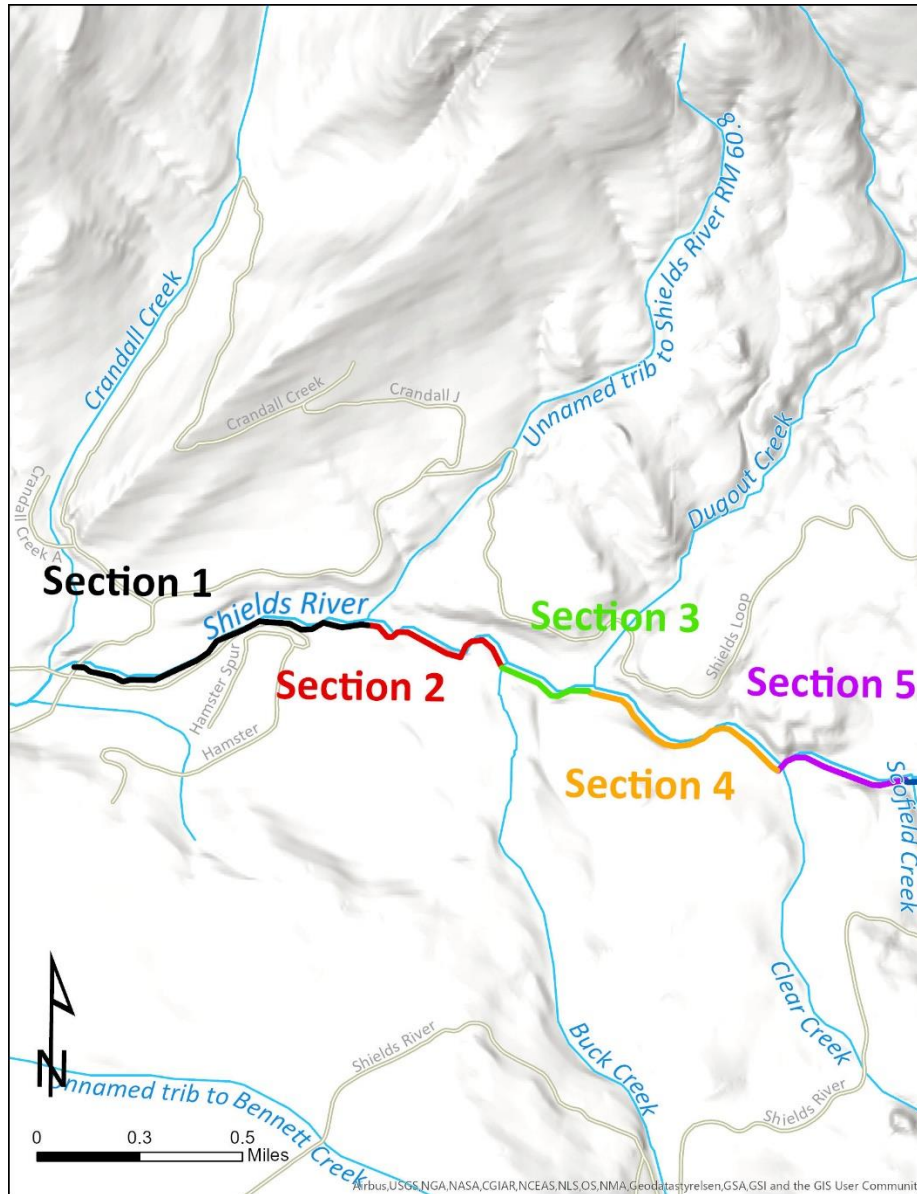 Unnamed trib to Shields River RM 60.8
Crandall Creek
Crandall Creek
Crandall J
Dugout Creek
Crandall
Creek A
Section 1
Shields River
Section 3
Shields Loop
Hamster Spur
Section 2
Section 5
Hamster
Section 4
Scofield Creek
Clear Creek
Buck Creek
Shields River
N
Unnamed trib to Bennett Creek
Shields River
0 0.3 0.5
Miles
Airbus,USGS,NGA,NASA,CGIAR,NCEAS,NLS,OS,NMA,Geodatastyrelsen,GSA,GSI and the GIS User Communit